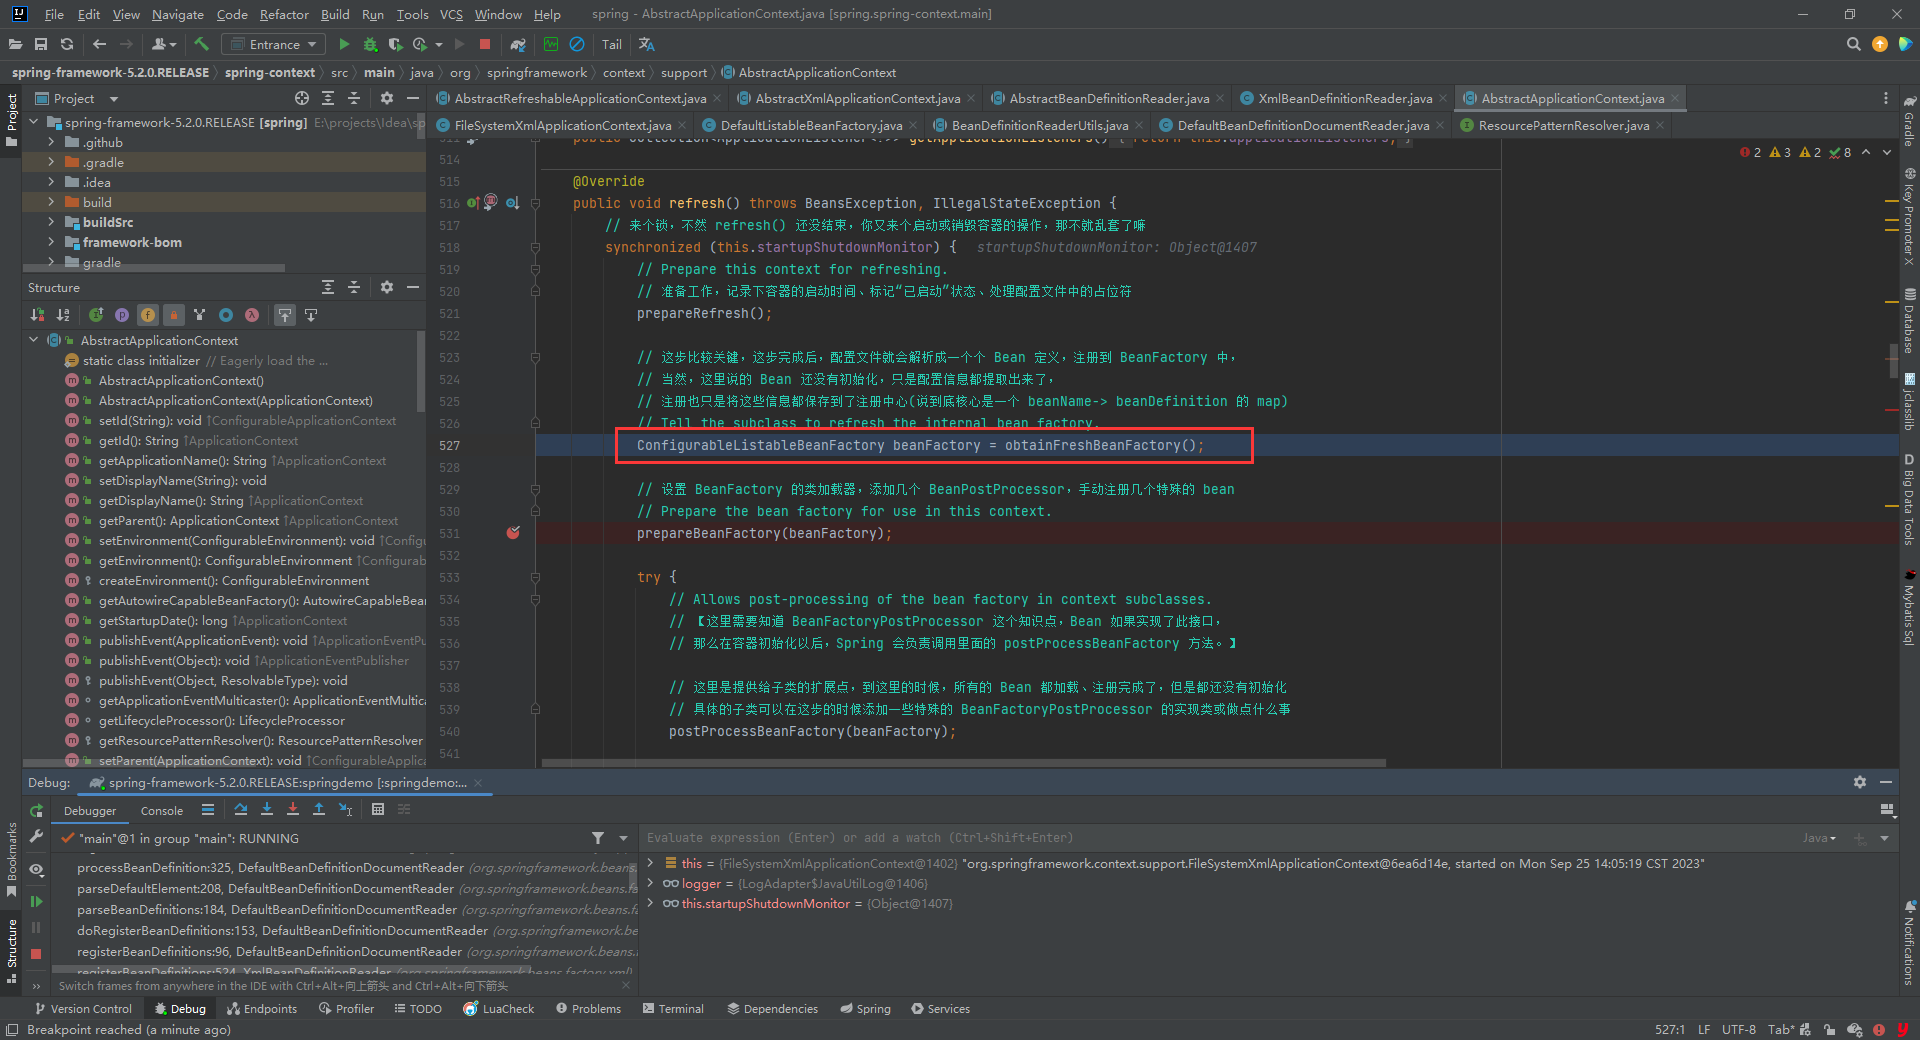 File Edit View Navigate Code Refactor Build Run Tools VCS Window Help spring - AbstractApplicationContext.java [spring.spring-context.main]
Entrance Tail
spring-framework-5.2.0.RELEASE spring-context src main java org springframework context support AbstractApplicationContext
Project
AbstractRefreshableApplicationContext.java AbstractXmlApplicationContext.java AbstractBeanDefinitionReader.java XmlBeanDefinitionReader.java AbstractApplicationContext.java
FileSystemXmlApplicationContext.java DefaultListableBeanFactory.java BeanDefinitionReaderUtils.java DefaultBeanDefinitionDocumentReader.java ResourcePatternResolver.java
spring-framework-5.2.0.RELEASE [spring] E:\projects\Idea\sp
.github
.gradle
.idea
build
buildSrc
framework-bom
gradle
Structure
AbstractApplicationContext
static class initializer // Eagerly load the ...
AbstractApplicationContext()
AbstractApplicationContext(ApplicationContext)
setId(String): void ↑ConfigurableApplicationContext
getId(): String ↑ApplicationContext
getApplicationName(): String ↑ApplicationContext
setDisplayName(String): void
getDisplayName(): String ↑ApplicationContext
getParent(): ApplicationContext ↑ApplicationContext
setEnvironment(ConfigurableEnvironment): void ↑Configu
getEnvironment(): ConfigurableEnvironment ↑Configurab
createEnvironment(): ConfigurableEnvironment
getAutowireCapableBeanFactory(): AutowireCapableBea
getStartupDate(): long ↑ApplicationContext
publishEvent(ApplicationEvent): void ↑ApplicationEventPu
publishEvent(Object): void ↑ApplicationEventPublisher
publishEvent(Object, ResolvableType): void
getApplicationEventMulticaster(): ApplicationEventMultica
getLifecycleProcessor(): LifecycleProcessor
getResourcePatternResolver(): ResourcePatternResolver
setParent(ApplicationContext): void ↑ConfigurableApplica
511 public Collection<ApplicationListener<?>> getApplicationListeners() { return this.applicationListeners; }
2 3 2 8
514
515 @Override
516 public void refresh() throws BeansException, IllegalStateException {
517 // 来个锁，不然 refresh() 还没结束，你又来个启动或销毁容器的操作，那不就乱套了嘛
518 synchronized (this.startupShutdownMonitor) { startupShutdownMonitor: Object@1407
519 // Prepare this context for refreshing.
520 // 准备工作，记录下容器的启动时间、标记“已启动”状态、处理配置文件中的占位符
521 prepareRefresh();
522
523 // 这步比较关键，这步完成后，配置文件就会解析成一个个 Bean 定义，注册到 BeanFactory 中，
524 // 当然，这里说的 Bean 还没有初始化，只是配置信息都提取出来了，
525 // 注册也只是将这些信息都保存到了注册中心(说到底核心是一个 beanName-> beanDefinition 的 map)
526 // Tell the subclass to refresh the internal bean factory.
527 ConfigurableListableBeanFactory beanFactory = obtainFreshBeanFactory();
528
529 // 设置 BeanFactory 的类加载器，添加几个 BeanPostProcessor，手动注册几个特殊的 bean
530 // Prepare the bean factory for use in this context.
531 prepareBeanFactory(beanFactory);
532
533 try {
534 // Allows post-processing of the bean factory in context subclasses.
535 // 【这里需要知道 BeanFactoryPostProcessor 这个知识点，Bean 如果实现了此接口，
536 // 那么在容器初始化以后，Spring 会负责调用里面的 postProcessBeanFactory 方法。】
537
538 // 这里是提供给子类的扩展点，到这里的时候，所有的 Bean 都加载、注册完成了，但是都还没有初始化
539 // 具体的子类可以在这步的时候添加一些特殊的 BeanFactoryPostProcessor 的实现类或做点什么事
540 postProcessBeanFactory(beanFactory);
541
Project
Bookmarks
Structure
Gradle
Key Promoter X
Database
jclasslib
Big Data Tools
Mybatis Sql
Notifications
Debug: spring-framework-5.2.0.RELEASE:springdemo [:springdemo:...
Debugger Console
"main"@1 in group "main": RUNNING
processBeanDefinition:325, DefaultBeanDefinitionDocumentReader (org.springframework.beans.
parseDefaultElement:208, DefaultBeanDefinitionDocumentReader (org.springframework.beans.fa
parseBeanDefinitions:184, DefaultBeanDefinitionDocumentReader (org.springframework.beans.fa
doRegisterBeanDefinitions:153, DefaultBeanDefinitionDocumentReader (org.springframework.be
registerBeanDefinitions:96, DefaultBeanDefinitionDocumentReader (org.springframework.beans.
registerBeanDefinitions:524, XmlBeanDefinitionReader (org.springframework.beans.factory.xml)
Switch frames from anywhere in the IDE with Ctrl+Alt+向上箭头 and Ctrl+Alt+向下箭头
Evaluate expression (Enter) or add a watch (Ctrl+Shift+Enter) Java
this = {FileSystemXmlApplicationContext@1402} "org.springframework.context.support.FileSystemXmlApplicationContext@6ea6d14e, started on Mon Sep 25 14:05:19 CST 2023"
logger = {LogAdapter$JavaUtilLog@1406}
this.startupShutdownMonitor = {Object@1407}
Version Control Debug Endpoints Profiler TODO LuaCheck Problems Terminal Dependencies Spring Services
Breakpoint reached (a minute ago) 527:1 LF UTF-8 Tab*